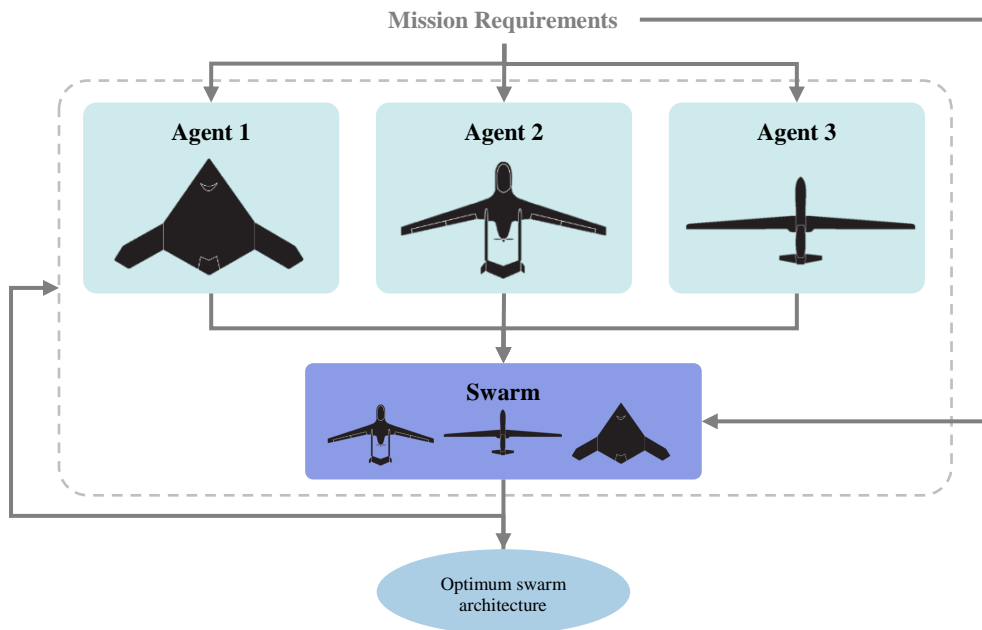 Mission Requirements
Agent 1
Agent 2
Agent 3
Swarm
Optimum swarm
architecture